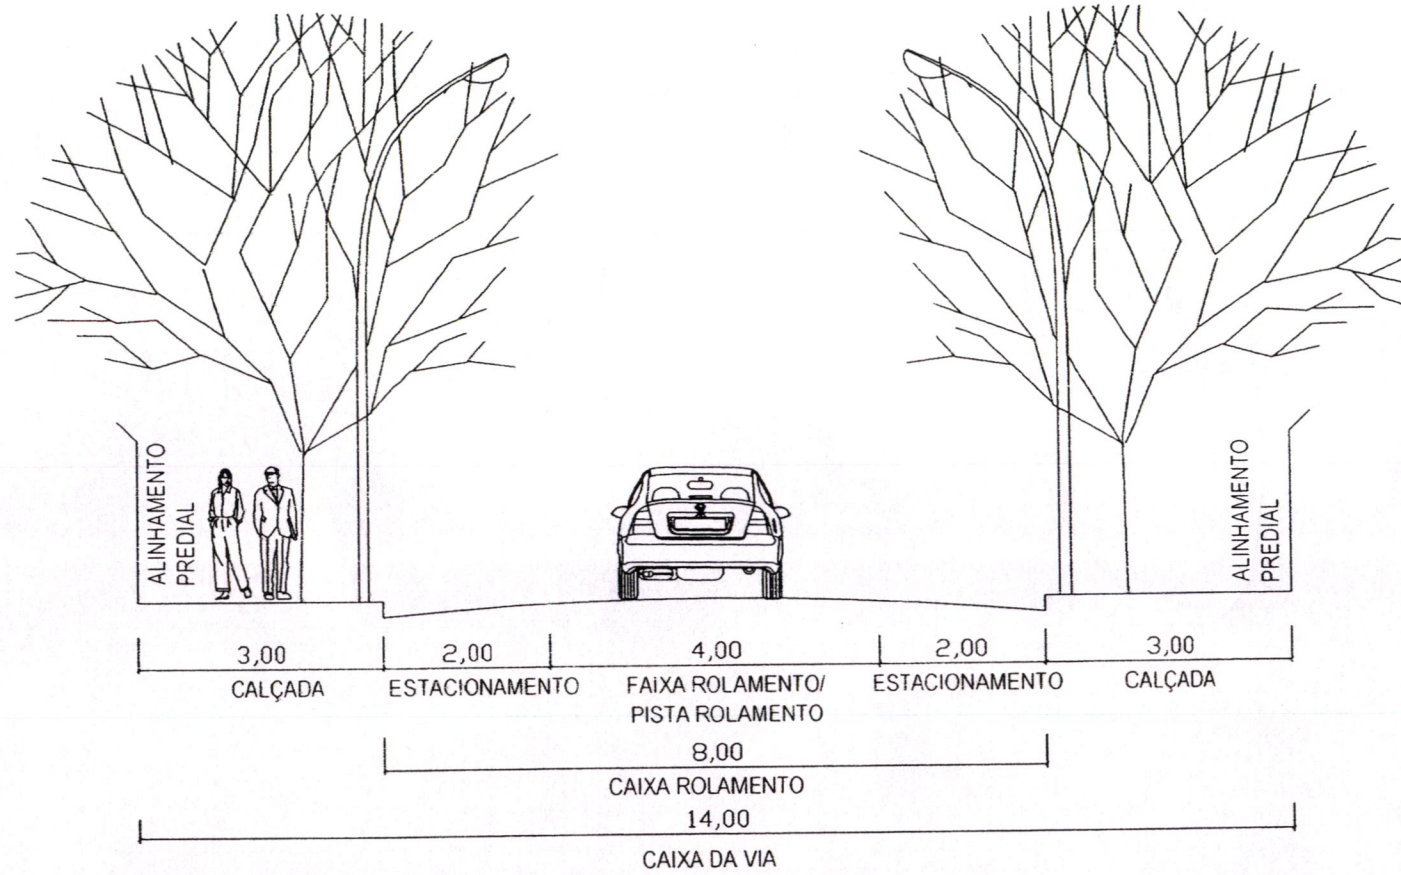 ALINHAMENTO
PREDIAL
ALINHAMENTO
PREDIAL
3,00 2,00 4,00 2,00 3,00
CALÇADA ESTACIONAMENTO FAIXA ROLAMENTO/ ESTACIONAMENTO CALÇADA
PISTA ROLAMENTO
8,00
CAIXA ROLAMENTO
14,00
CAIXA DA VIA